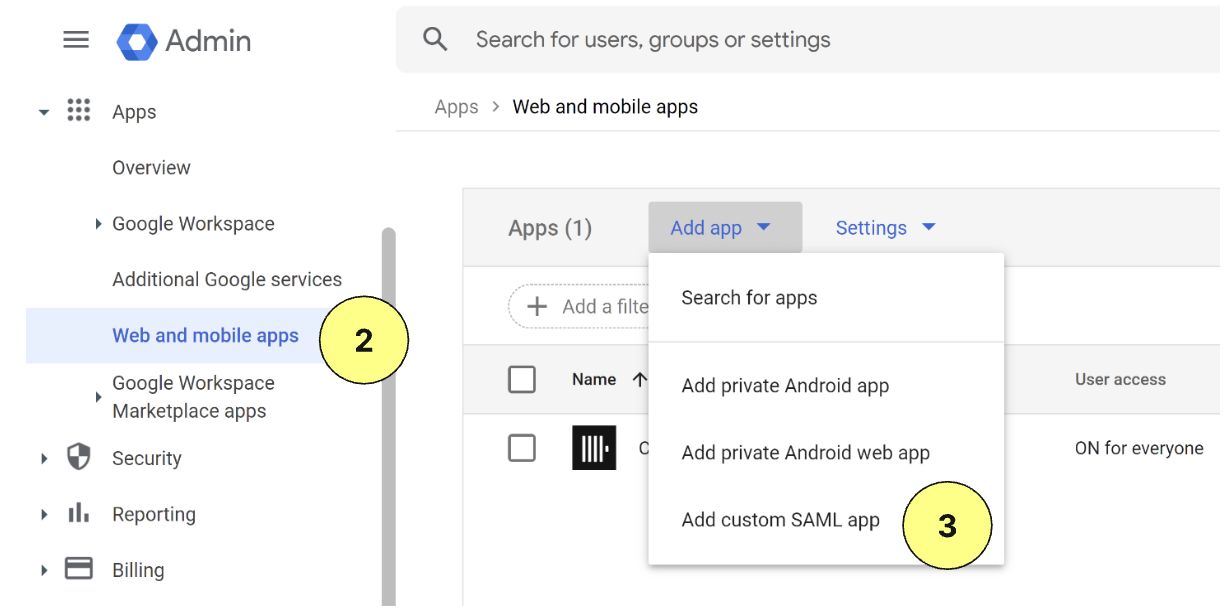 Admin
Search for users, groups or settings
Apps
Overview
Google Workspace
Additional Google services
Web and mobile apps
2
Google Workspace
Marketplace apps
Security
Reporting
Billing
Apps > Web and mobile apps
Apps (1)
Add app
Settings
Add a filte
Search for apps
Add private Android app
Add private Android web app
Add custom SAML app
3
Name
User access
ON for everyone